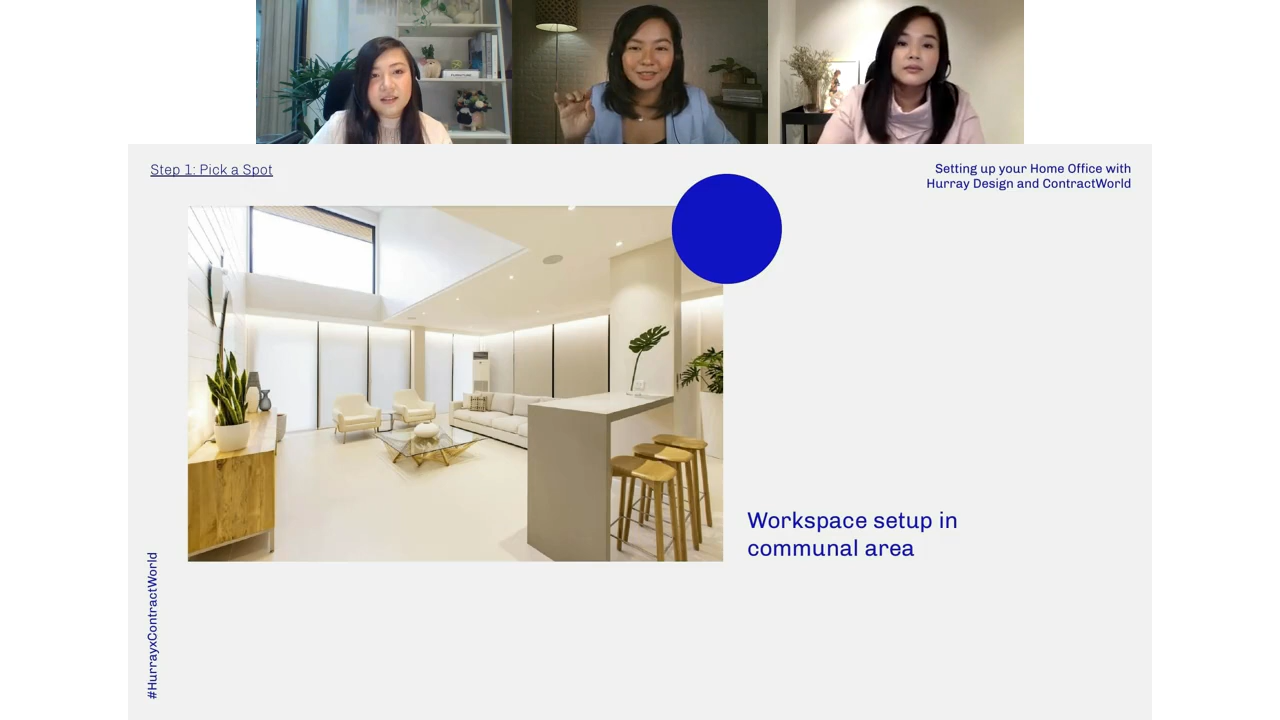 Step 1: Pick a Spot
Setting up your Home Office with
Hurray Design and ContractWorld
Workspace setup in
communal area
#HurrayxContractWorld